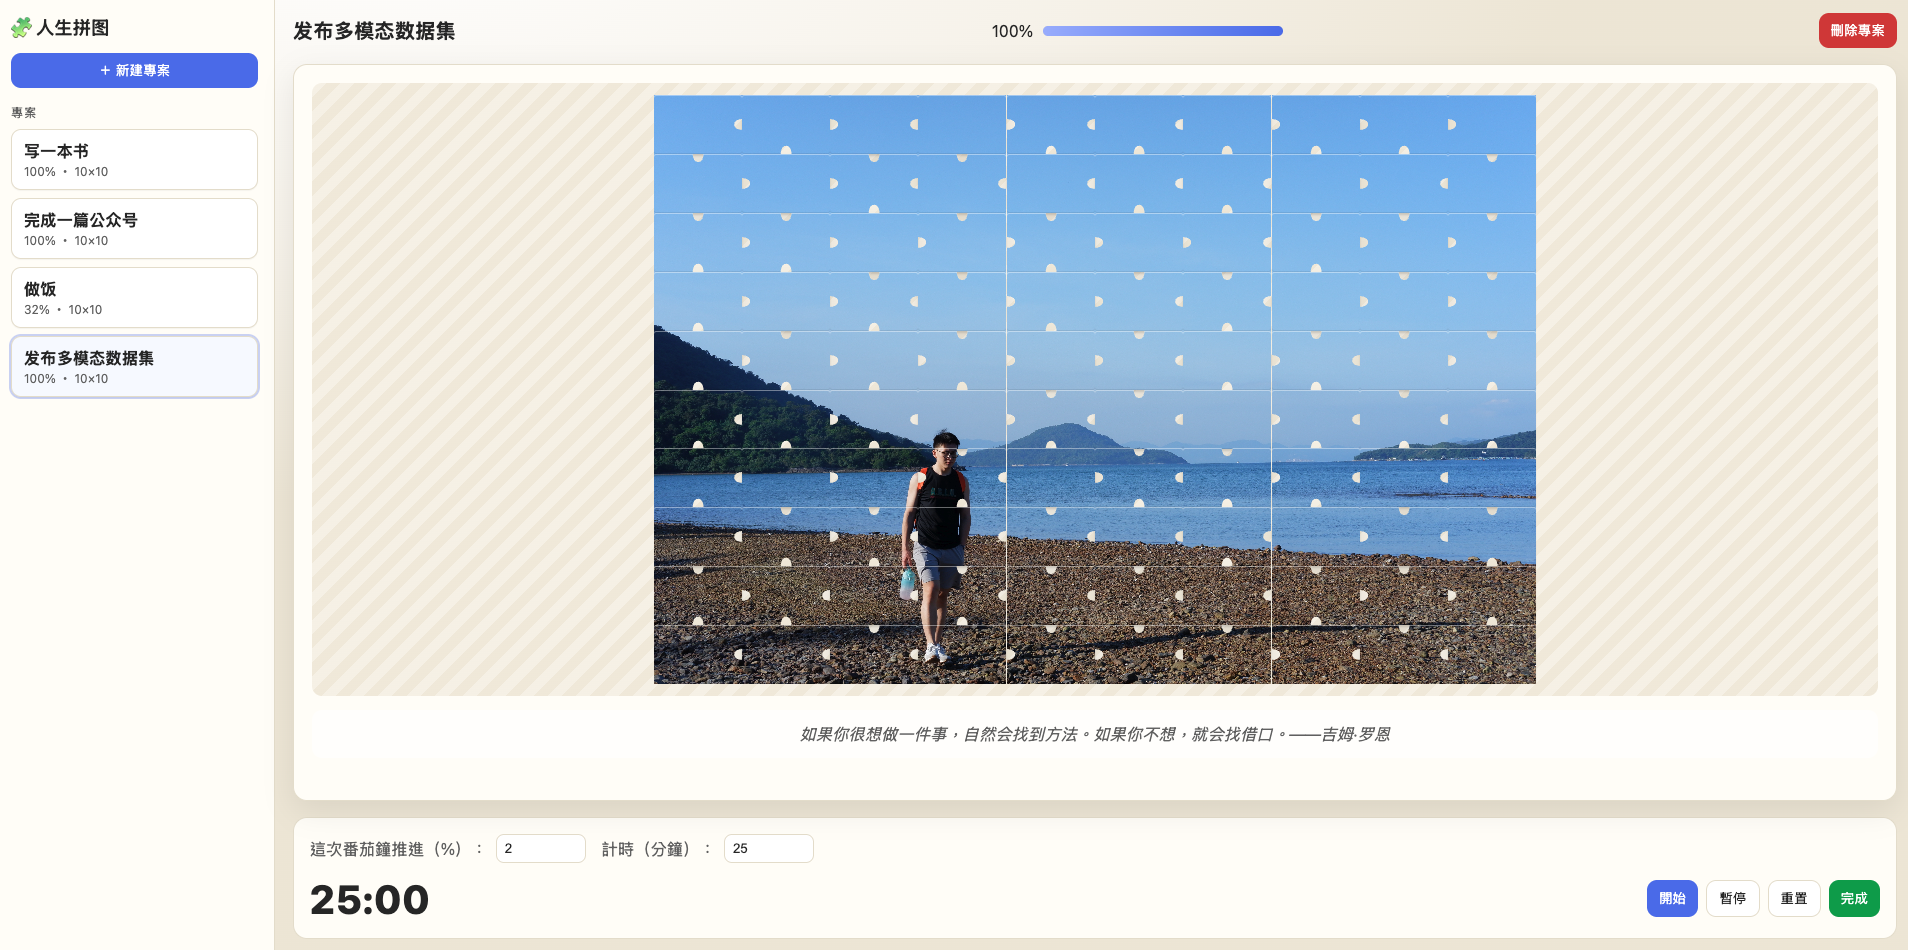 人生拼图
+ 新建專案
專案
写一本书
100% • 10×10
完成一篇公众号
100% • 10×10
做饭
32% • 10×10
发布多模态数据集
100% • 10×10
发布多模态数据集
100%
刪除專案
如果你很想做一件事，自然会找到方法。如果你不想，就会找借口。——吉姆·罗恩
這次番茄鐘推進（%）：
2
計時（分鐘）：
25
25:00
開始
暫停
重置
完成